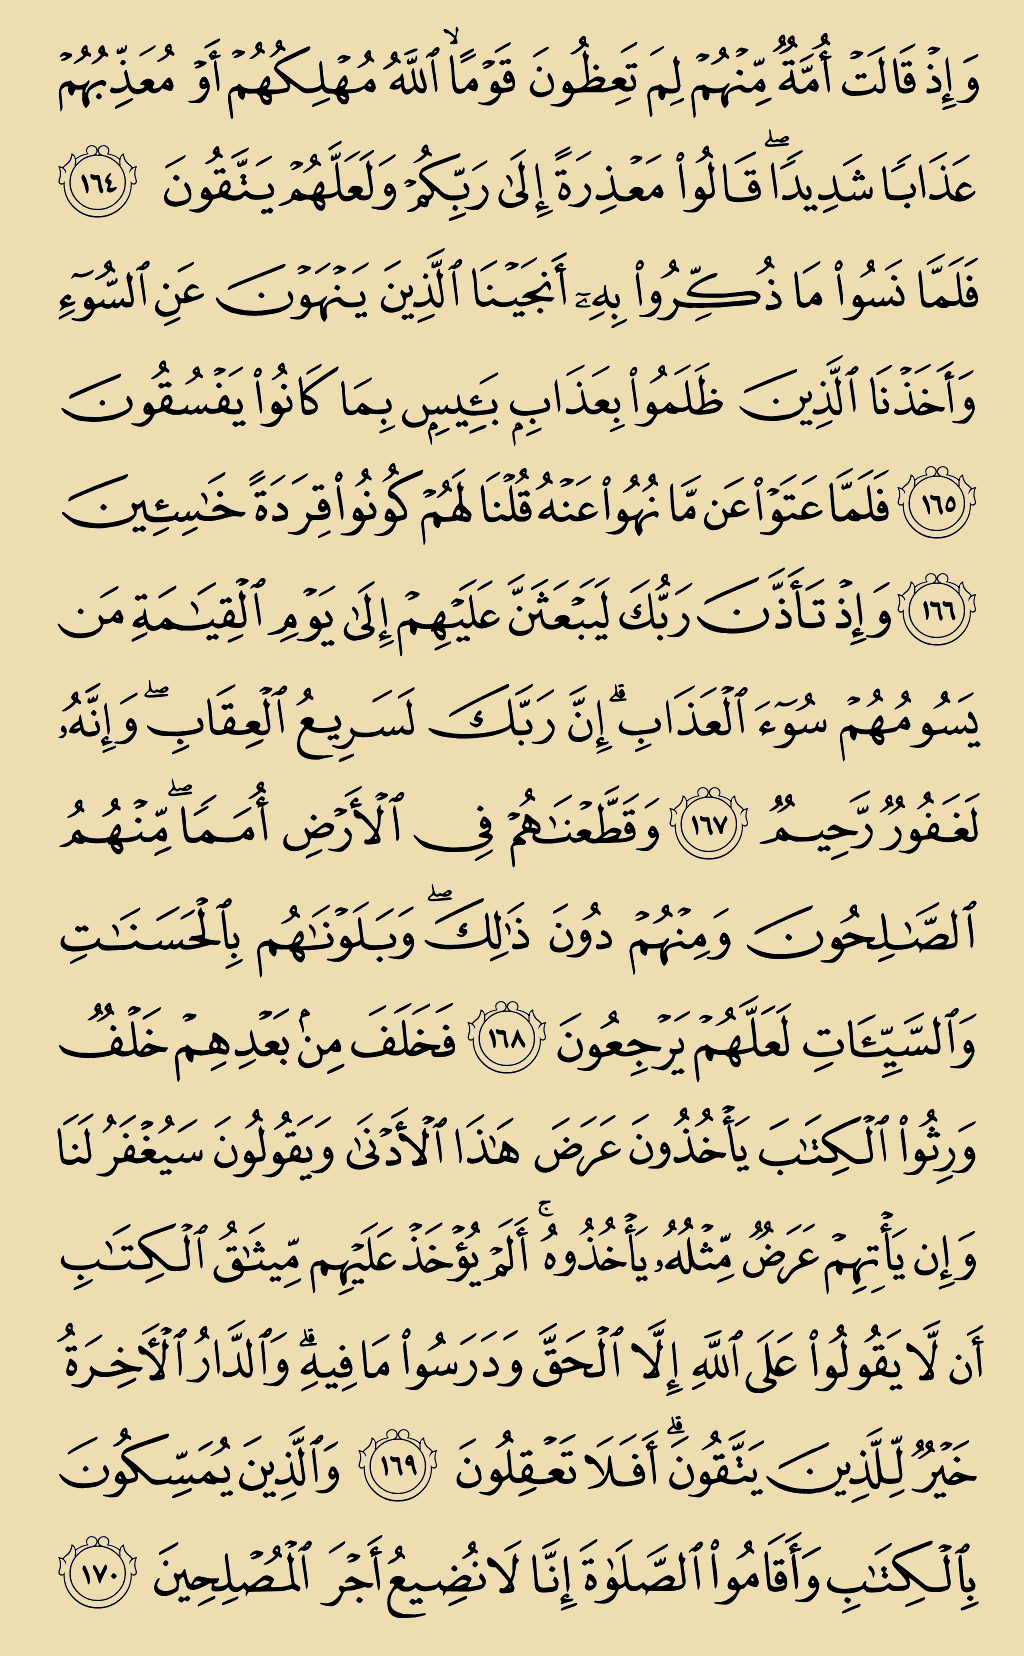 وَإِذْ قَالَتْ أُمَّةٌ مِّنْهُمْ لِمَ تَعِظُونَ قَوْمًا ۙ ٱللَّهُ مُهْلِكُهُمْ أَوْ مُعَذِّبُهُمْ
عَذَابًا شَدِيدًا ۖ قَالُوا۟ مَعْذِرَةً إِلَىٰ رَبِّكُمْ وَلَعَلَّهُمْ يَتَّقُونَ ١٦٤
فَلَمَّا نَسُوا۟ مَا ذُكِّرُوا۟ بِهِۦٓ أَنجَيْنَا ٱلَّذِينَ يَنْهَوْنَ عَنِ ٱلسُّوٓءِ
وَأَخَذْنَا ٱلَّذِينَ ظَلَمُوا۟ بِعَذَابٍۭ بَـِٔيسٍۭ بِمَا كَانُوا۟ يَفْسُقُونَ
١٦٥ فَلَمَّا عَتَوْا۟ عَن مَّا نُهُوا۟ عَنْهُ قُلْنَا لَهُمْ كُونُوا۟ قِرَدَةً خَـٰسِـِٔينَ
١٦٦ وَإِذْ تَأَذَّنَ رَبُّكَ لَيَبْعَثَنَّ عَلَيْهِمْ إِلَىٰ يَوْمِ ٱلْقِيَـٰمَةِ مَن
يَسُومُهُمْ سُوٓءَ ٱلْعَذَابِ ۗ إِنَّ رَبَّكَ لَسَرِيعُ ٱلْعِقَابِ ۖ وَإِنَّهُۥ
لَغَفُورٌ رَّحِيمٌ ١٦٧ وَقَطَّعْنَـٰهُمْ فِى ٱلْأَرْضِ أُمَمًا ۖ مِّنْهُمُ
ٱلصَّـٰلِحُونَ وَمِنْهُمْ دُونَ ذَٰلِكَ ۖ وَبَلَوْنَـٰهُم بِٱلْحَسَنَـٰتِ
وَٱلسَّيِّـَٔاتِ لَعَلَّهُمْ يَرْجِعُونَ ١٦٨ فَخَلَفَ مِنۢ بَعْدِهِمْ خَلْفٌ
وَرِثُوا۟ ٱلْكِتَـٰبَ يَأْخُذُونَ عَرَضَ هَـٰذَا ٱلْأَدْنَىٰ وَيَقُولُونَ سَيُغْفَرُ لَنَا
وَإِن يَأْتِهِمْ عَرَضٌ مِّثْلُهُۥ يَأْخُذُوهُ ۚ أَلَمْ يُؤْخَذْ عَلَيْهِم مِّيثَـٰقُ ٱلْكِتَـٰبِ
أَن لَّا يَقُولُوا۟ عَلَى ٱللَّهِ إِلَّا ٱلْحَقَّ وَدَرَسُوا۟ مَا فِيهِ ۗ وَٱلدَّارُ ٱلْـَٔاخِرَةُ
خَيْرٌ لِّلَّذِينَ يَتَّقُونَ ۗ أَفَلَا تَعْقِلُونَ ١٦٩ وَٱلَّذِينَ يُمَسِّكُونَ
بِٱلْكِتَـٰبِ وَأَقَامُوا۟ ٱلصَّلَوٰةَ إِنَّا لَا نُضِيعُ أَجْرَ ٱلْمُصْلِحِينَ ١٧٠